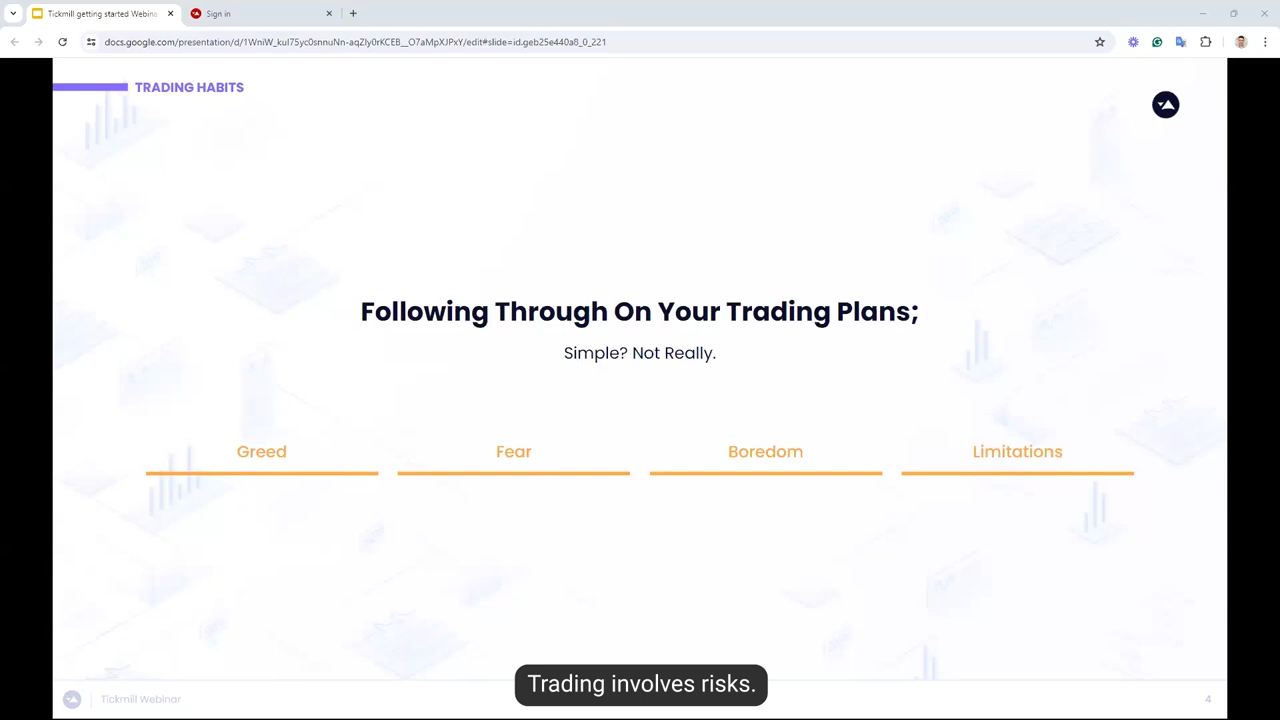 Tickmill getting started Webina
Sign in
docs.google.com/presentation/d/1WniW_kuI75yc0snnuNn-aqZly0rKCEB__O7aMpXJPxY/edit#slide=id.geb25e440a8_0_221
TRADING HABITS
Following Through On Your Trading Plans;
Simple? Not Really.
Greed
Fear
Boredom
Limitations
Trading involves risks.
Tickmill Webinar
4